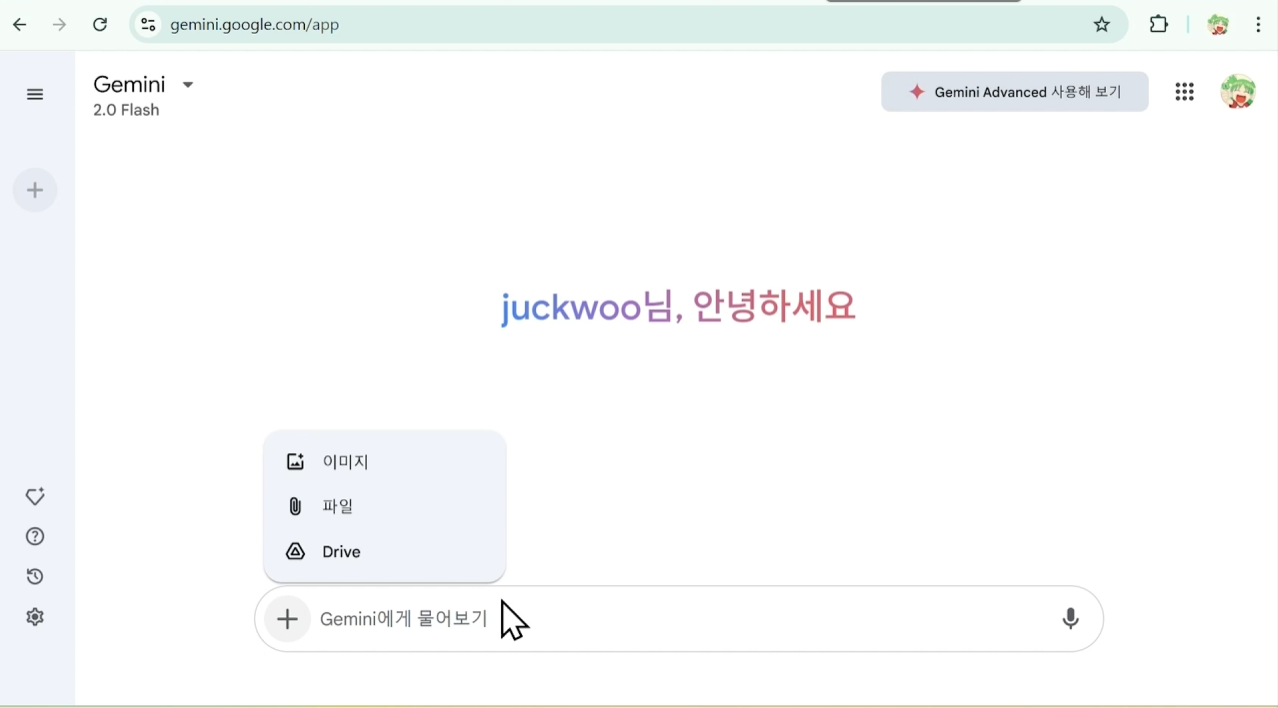 gemini.google.com/app
Gemini
2.0 Flash
Gemini Advanced 사용해 보기
juckwoo님, 안녕하세요
이미지
파일
Drive
Gemini에게 물어보기